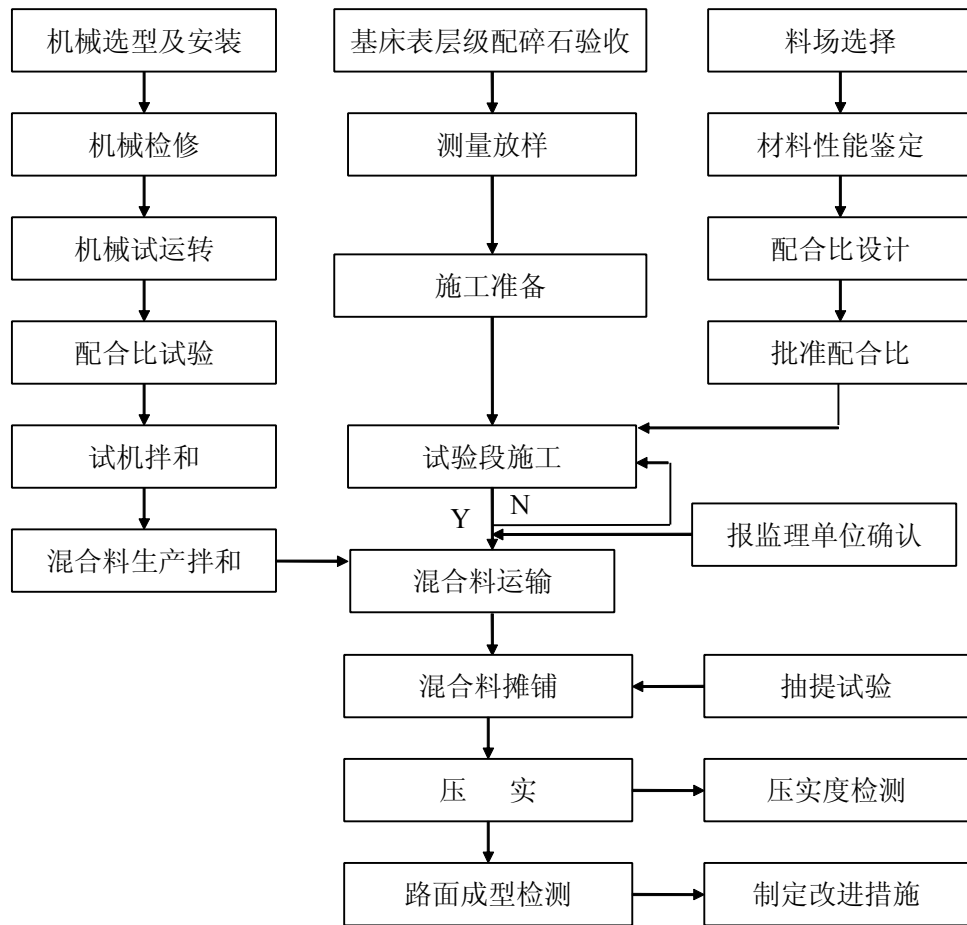 机械选型及安装
基床表层级配碎石验收
料场选择
机械检修
测量放样
材料性能鉴定
机械试运转
配合比设计
施工准备
配合比试验
批准配合比
试机拌和
试验段施工
Y
N
报监理单位确认
混合料生产拌和
混合料运输
混合料摊铺
抽提试验
压 实
压实度检测
路面成型检测
制定改进措施